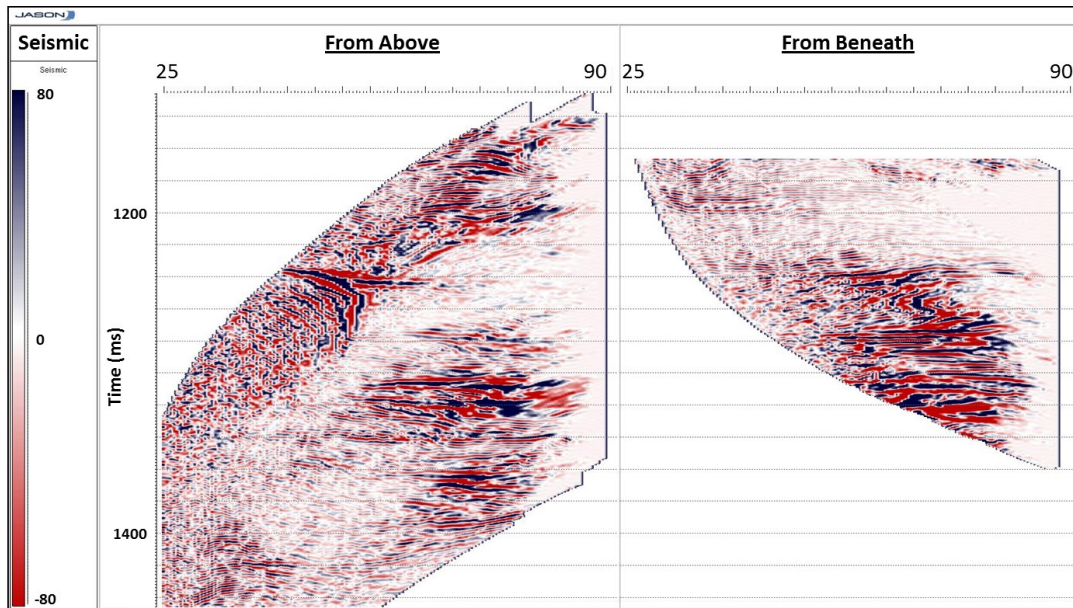 JASON
Seismic
From Above
From Beneath
Seismic
25
90
25
90
80
1200
0
Time (ms)
1400
-80